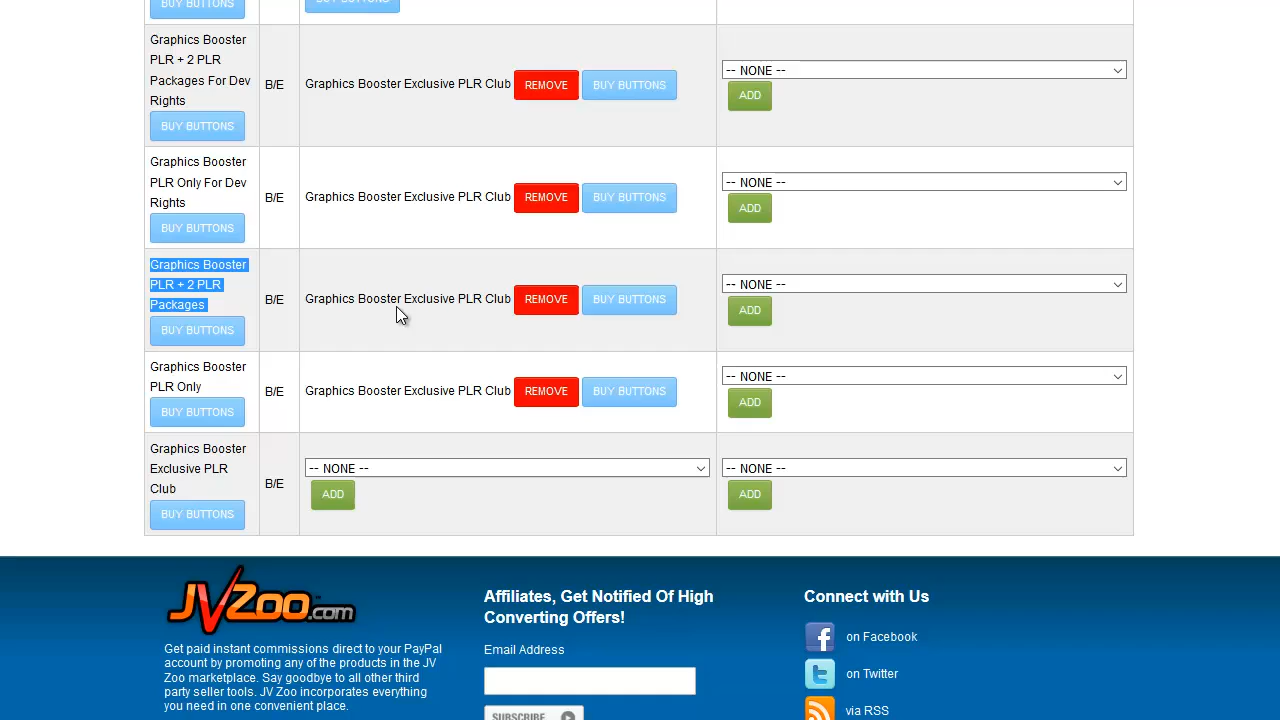 BUY BUTTONS
BUY BUTTONS
Graphics Booster
PLR + 2 PLR
Packages For Dev
Rights
BUY BUTTONS
B/E
Graphics Booster Exclusive PLR Club REMOVE BUY BUTTONS
-- NONE --
ADD
Graphics Booster
PLR Only For Dev
Rights
BUY BUTTONS
B/E
Graphics Booster Exclusive PLR Club REMOVE BUY BUTTONS
-- NONE --
ADD
Graphics Booster
PLR + 2 PLR
Packages
BUY BUTTONS
B/E
Graphics Booster Exclusive PLR Club REMOVE BUY BUTTONS
-- NONE --
ADD
Graphics Booster
PLR Only
BUY BUTTONS
B/E
Graphics Booster Exclusive PLR Club REMOVE BUY BUTTONS
-- NONE --
ADD
Graphics Booster
Exclusive PLR
Club
BUY BUTTONS
B/E
-- NONE --
ADD
-- NONE --
ADD
JVZoo.com
Get paid instant commissions direct to your PayPal
account by promoting any of the products in the JV
Zoo marketplace. Say goodbye to all other third
party seller tools. JV Zoo incorporates everything
you need in one convenient place.
Affiliates, Get Notified Of High
Converting Offers!
Email Address
SUBSCRIBE
Connect with Us
on Facebook
on Twitter
via RSS